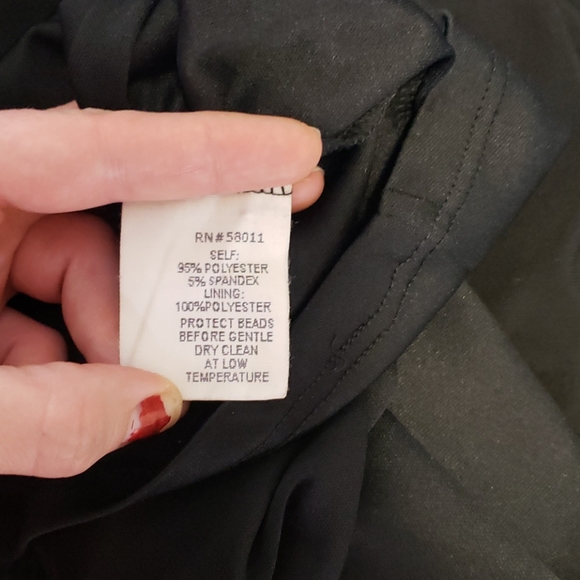 RN#58011
SELF:
95% POLYESTER
5% SPANDEX
LINING:
100%POLYESTER
PROTECT BEADS
BEFORE GENTLE
DRY CLEAN
AT LOW
TEMPERATURE